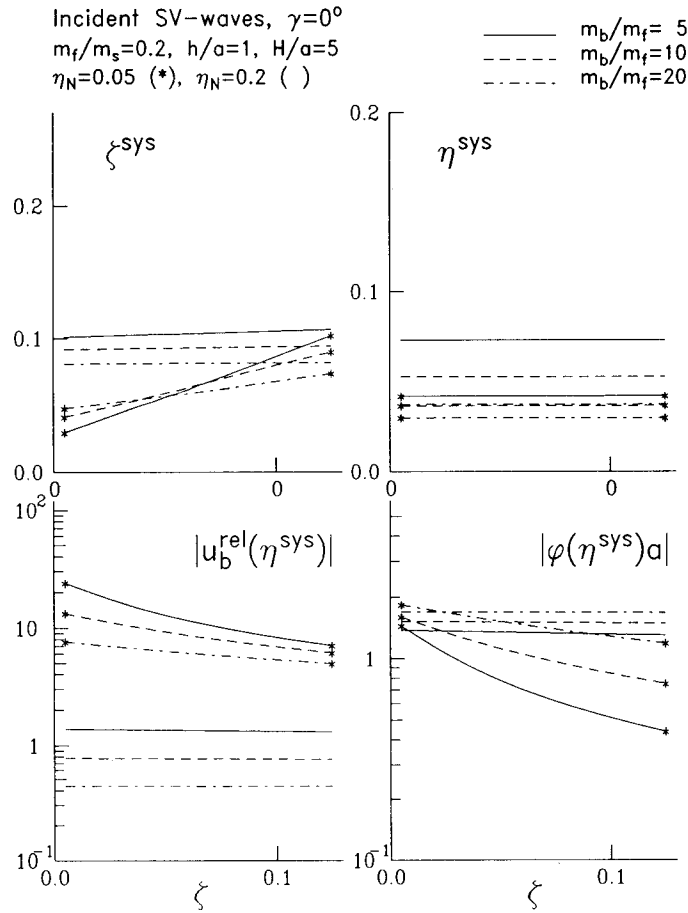 Incident SV−waves, γ=0°
m_f/m_s=0.2, h/a=1, H/a=5
η_N=0.05 (*), η_N=0.2 ( )
m_b/m_f= 5
m_b/m_f=10
m_b/m_f=20
ζ^sys
0.2
0.1
0.0
0 0
η^sys
0.2
0.1
0.0
0 0
|u_b^rel(η^sys)|
10^2
10
1
10^-1
0.0 0.1
ζ
|φ(η^sys)a|
1
10^-1
0.0 0.1
ζ